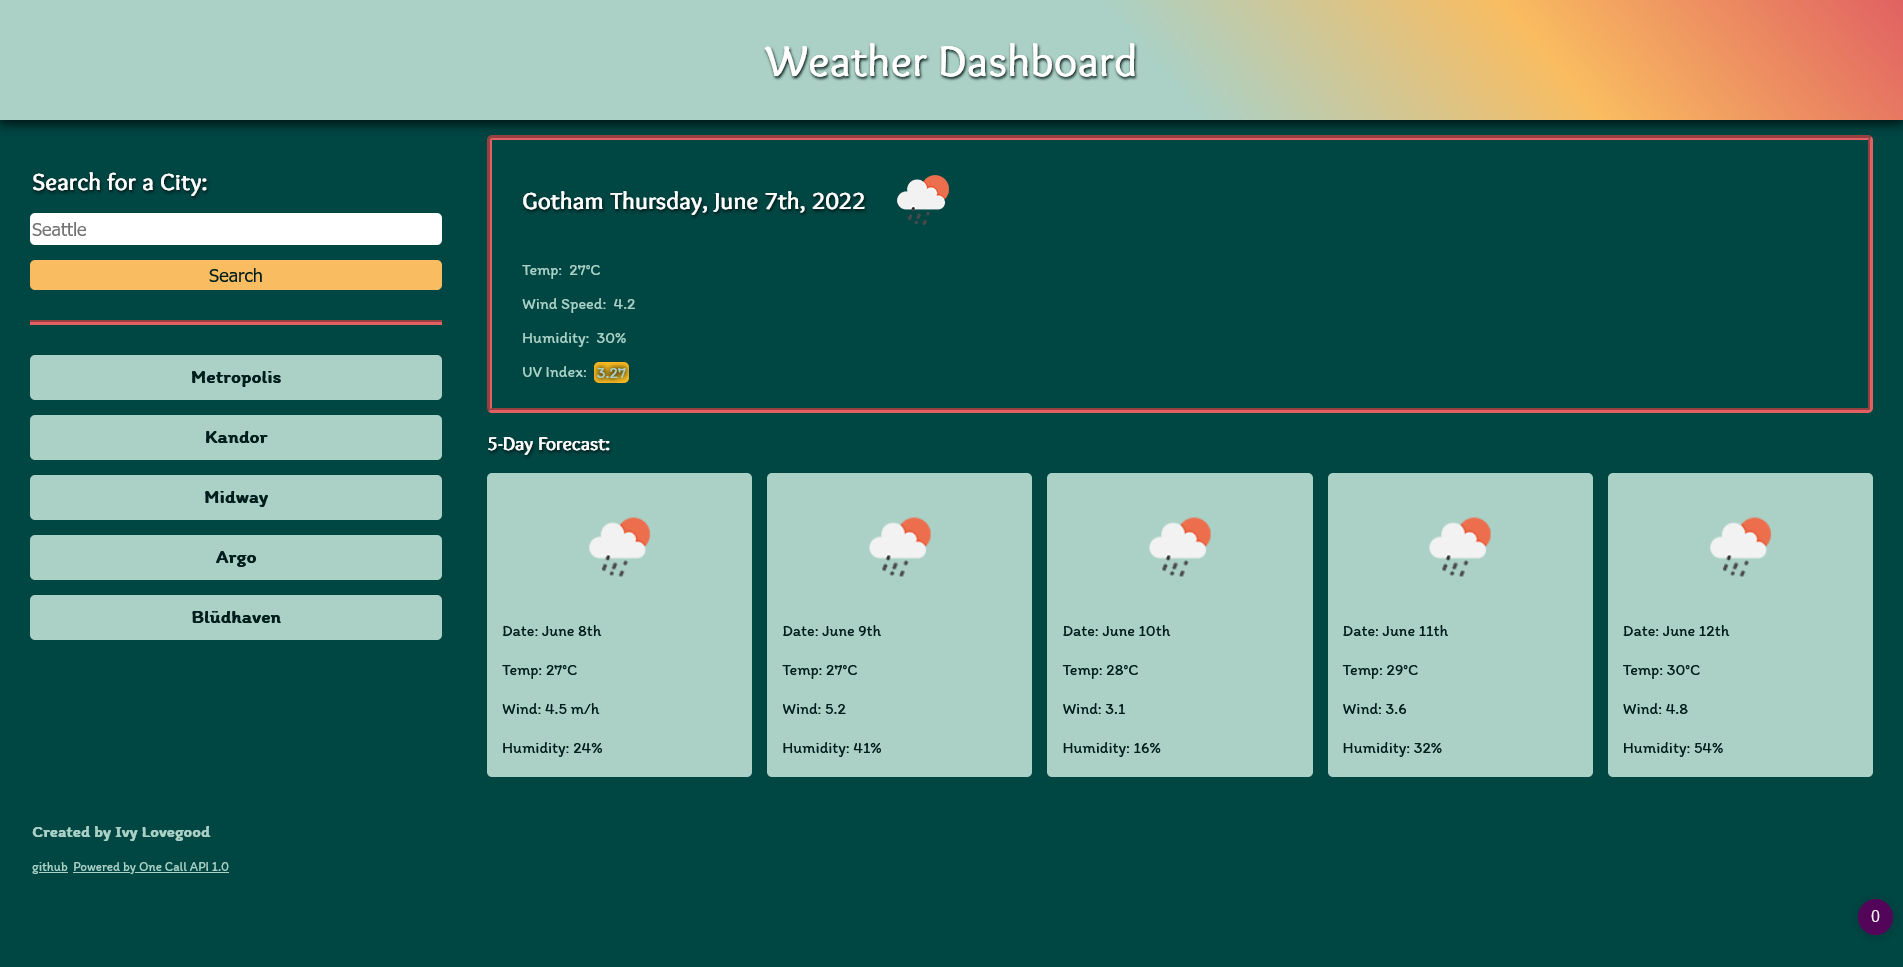 Weather Dashboard
Search for a City:
Seattle
Search
Metropolis
Kandor
Midway
Argo
Blüdhaven
Gotham Thursday, June 7th, 2022
Temp: 27°C
Wind Speed: 4.2
Humidity: 30%
UV Index: 3.27
5-Day Forecast:
Date: June 8th
Temp: 27°C
Wind: 4.5 m/h
Humidity: 24%
Date: June 9th
Temp: 27°C
Wind: 5.2
Humidity: 41%
Date: June 10th
Temp: 28°C
Wind: 3.1
Humidity: 16%
Date: June 11th
Temp: 29°C
Wind: 3.6
Humidity: 32%
Date: June 12th
Temp: 30°C
Wind: 4.8
Humidity: 54%
Created by Ivy Lovegood
github Powered by One Call API 1.0
0